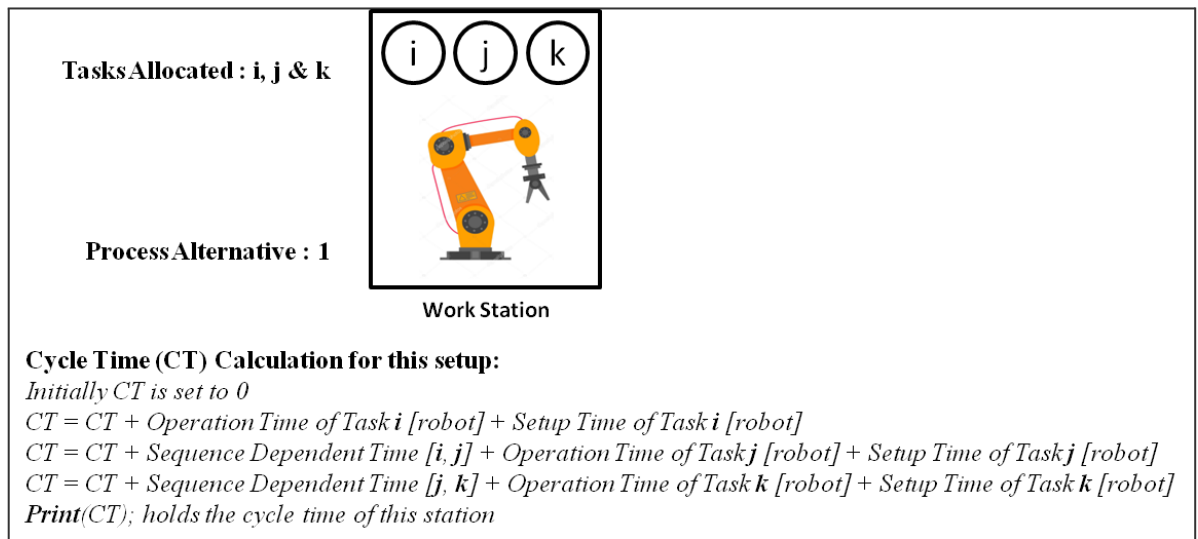 i j k
Tasks Allocated : i, j & k
Process Alternative : 1
Work Station
Cycle Time (CT) Calculation for this setup:
Initially CT is set to 0
CT = CT + Operation Time of Task i [robot] + Setup Time of Task i [robot]
CT = CT + Sequence Dependent Time [i, j] + Operation Time of Task j [robot] + Setup Time of Task j [robot]
CT = CT + Sequence Dependent Time [j, k] + Operation Time of Task k [robot] + Setup Time of Task k [robot]
Print(CT); holds the cycle time of this station